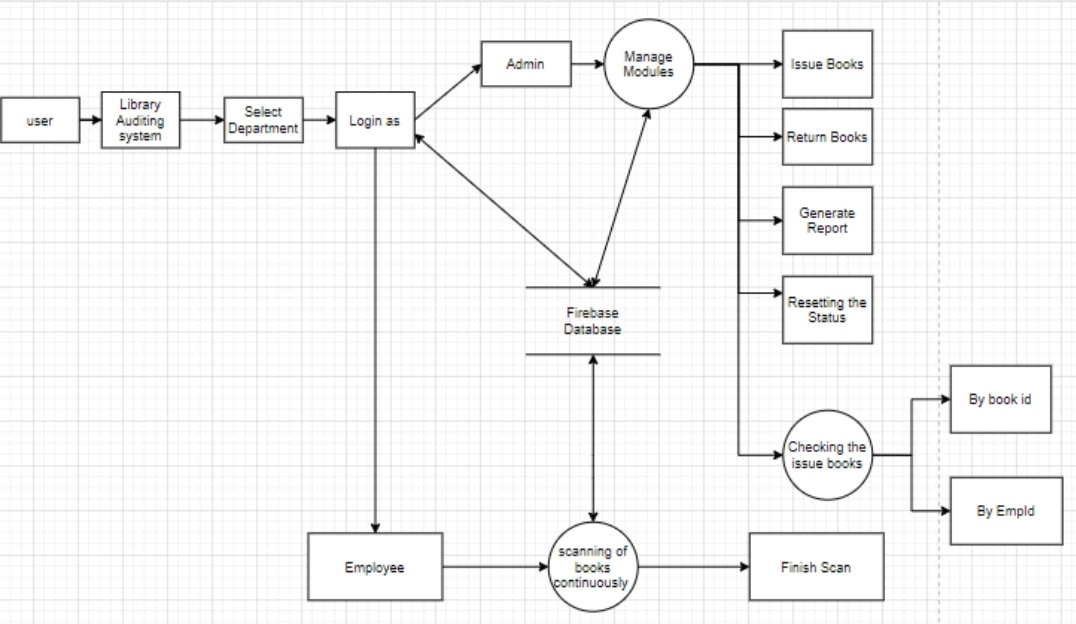 user
Library
Auditing
system
Select
Department
Login as
Admin
Manage
Modules
Issue Books
Return Books
Generate
Report
Resetting the
Status
Firebase
Database
Checking the
issue books
By book id
By EmpId
Employee
scanning of
books
continuously
Finish Scan